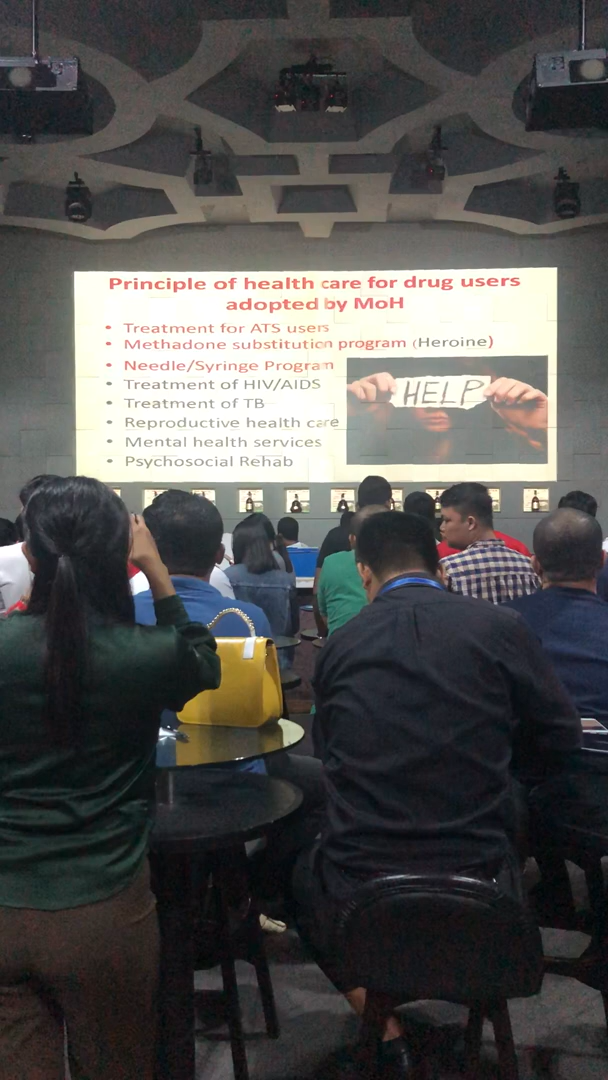 Principle of health care for drug users
adopted by MoH
• Treatment for ATS users
• Methadone substitution program (Heroine)
• Needle/Syringe Program
• Treatment of HIV/AIDS
• Treatment of TB
• Reproductive health care
• Mental health services
• Psychosocial Rehab
HELP